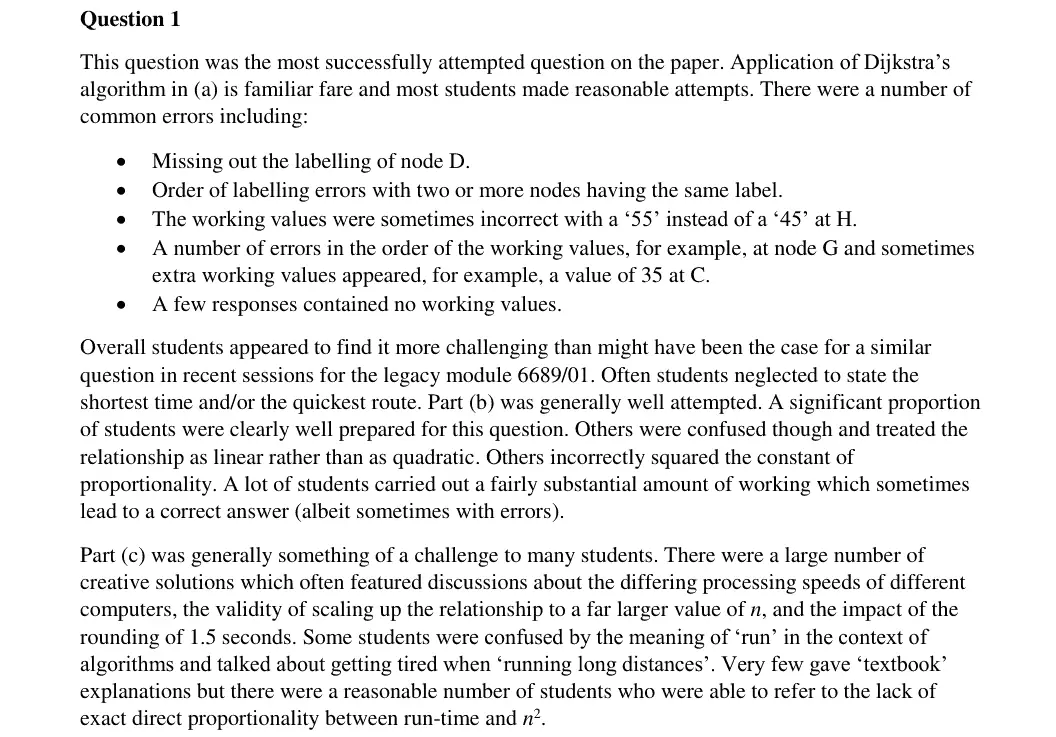 Question 1
This question was the most successfully attempted question on the paper. Application of Dijkstra’s
algorithm in (a) is familiar fare and most students made reasonable attempts. There were a number of
common errors including:
• Missing out the labelling of node D.
• Order of labelling errors with two or more nodes having the same label.
• The working values were sometimes incorrect with a ‘55’ instead of a ‘45’ at H.
• A number of errors in the order of the working values, for example, at node G and sometimes
extra working values appeared, for example, a value of 35 at C.
• A few responses contained no working values.
Overall students appeared to find it more challenging than might have been the case for a similar
question in recent sessions for the legacy module 6689/01. Often students neglected to state the
shortest time and/or the quickest route. Part (b) was generally well attempted. A significant proportion
of students were clearly well prepared for this question. Others were confused though and treated the
relationship as linear rather than as quadratic. Others incorrectly squared the constant of
proportionality. A lot of students carried out a fairly substantial amount of working which sometimes
lead to a correct answer (albeit sometimes with errors).
Part (c) was generally something of a challenge to many students. There were a large number of
creative solutions which often featured discussions about the differing processing speeds of different
computers, the validity of scaling up the relationship to a far larger value of n, and the impact of the
rounding of 1.5 seconds. Some students were confused by the meaning of ‘run’ in the context of
algorithms and talked about getting tired when ‘running long distances’. Very few gave ‘textbook’
explanations but there were a reasonable number of students who were able to refer to the lack of
exact direct proportionality between run-time and n².